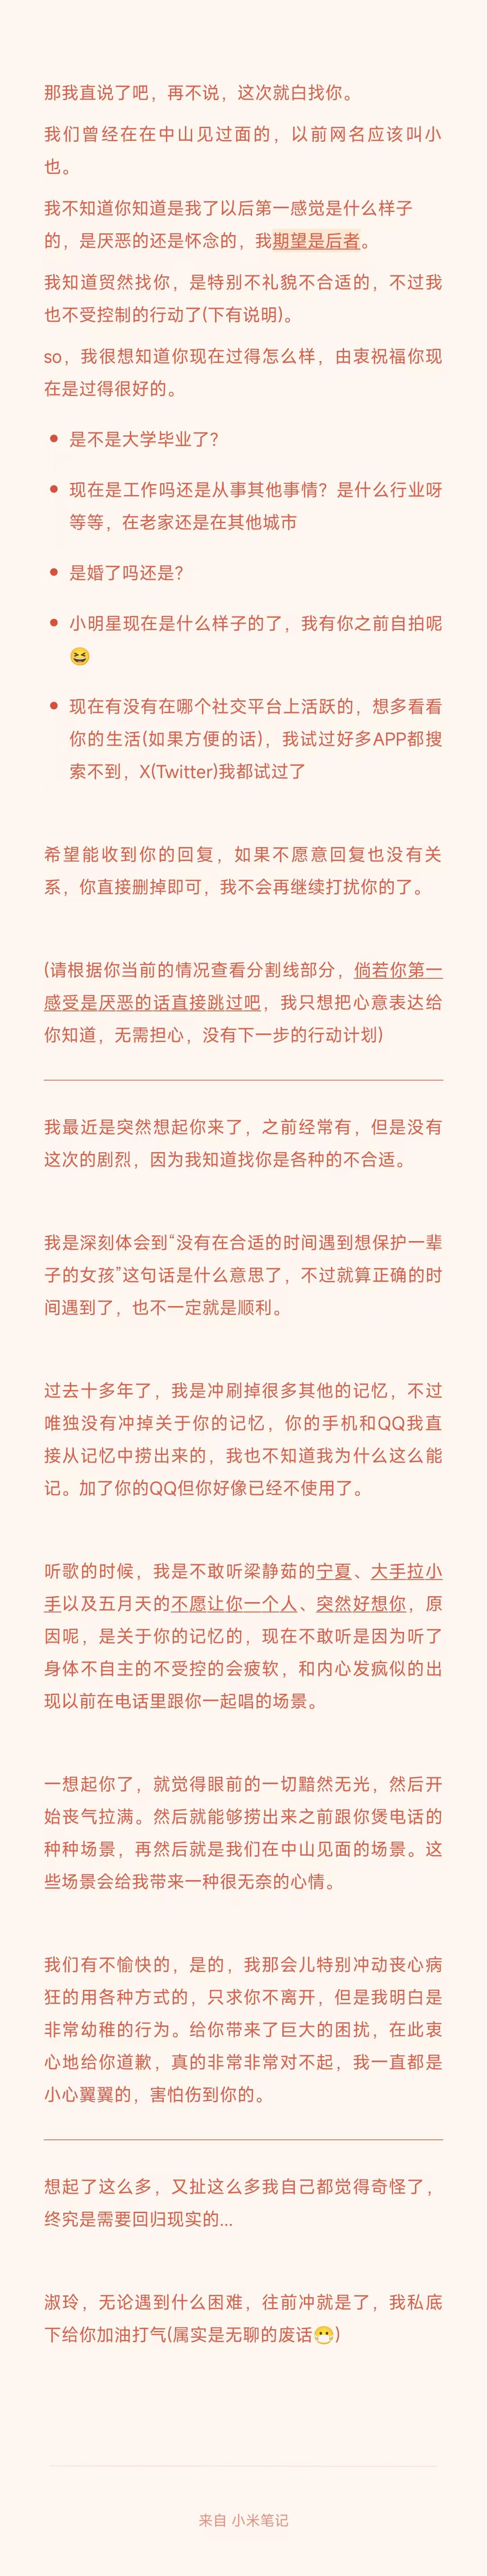 那我直说了吧，再不说，这次就白找你。
我们曾经在在中山见过面的，以前网名应该叫小
也。
我不知道你知道是我了以后第一感觉是什么样子
的，是厌恶的还是怀念的，我期望是后者。
我知道贸然找你，是特别不礼貌不合适的，不过我
也不受控制的行动了(下有说明)。
so，我很想知道你现在过得怎么样，由衷祝福你现
在是过得很好的。
• 是不是大学毕业了？
• 现在是工作吗还是从事其他事情？是什么行业呀
等等，在老家还是在其他城市
• 是婚了吗还是？
• 小明星现在是什么样子的了，我有你之前自拍呢
😆
• 现在有没有在哪个社交平台上活跃的，想多看看
你的生活(如果方便的话)，我试过好多APP都搜
索不到，X(Twitter)我都试过了
希望能收到你的回复，如果不愿意回复也没有关
系，你直接删掉即可，我不会再继续打扰你的了。
(请根据你当前的情况查看分割线部分，倘若你第一
感受是厌恶的话直接跳过吧，我只想把心意表达给
你知道，无需担心，没有下一步的行动计划)
我最近是突然想起你来了，之前经常有，但是没有
这次的剧烈，因为我知道找你是各种的不合适。
我是深刻体会到“没有在合适的时间遇到想保护一辈
子的女孩”这句话是什么意思了，不过就算正确的时
间遇到了，也不一定就是顺利。
过去十多年了，我是冲刷掉很多其他的记忆，不过
唯独没有冲掉关于你的记忆，你的手机和QQ我直
接从记忆中捞出来的，我也不知道我为什么这么能
记。加了你的QQ但你好像已经不使用了。
听歌的时候，我是不敢听梁静茹的宁夏、大手拉小
手以及五月天的不愿让你一个人、突然好想你，原
因呢，是关于你的记忆的，现在不敢听是因为听了
身体不自主的不受控的会疲软，和内心发疯似的出
现以前在电话里跟你一起唱的场景。
一想起你了，就觉得眼前的一切黯然无光，然后开
始丧气拉满。然后就能够捞出来之前跟你煲电话的
种种场景，再然后就是我们在中山见面的场景。这
些场景会给我带来一种很无奈的心情。
我们有不愉快的，是的，我那会儿特别冲动丧心病
狂的用各种方式的，只求你不离开，但是我明白是
非常幼稚的行为。给你带来了巨大的困扰，在此衷
心地给你道歉，真的非常非常对不起，我一直都是
小心翼翼的，害怕伤到你的。
想起了这么多，又扯这么多我自己都觉得奇怪了，
终究是需要回归现实的...
淑玲，无论遇到什么困难，往前冲就是了，我私底
下给你加油打气(属实是无聊的废话😷)
来自 小米笔记